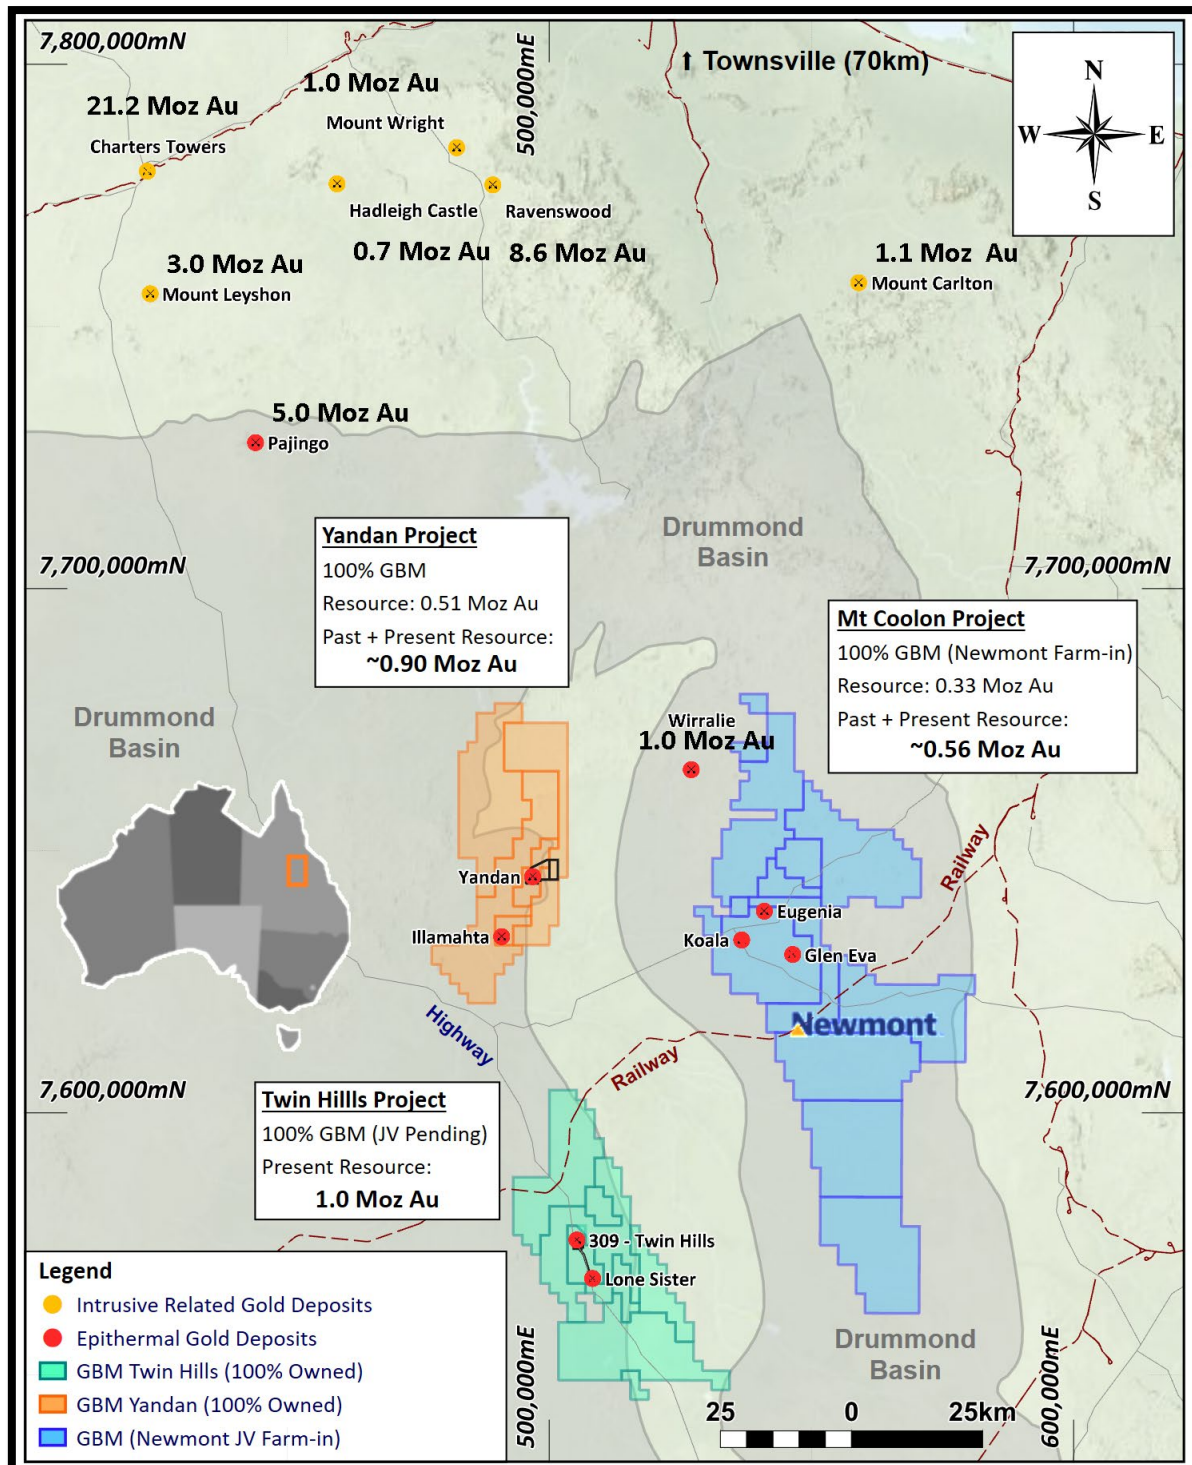 7,800,000mN
500,000mE
↑ Townsville (70km)
N
W E
S
1.0 Moz Au
21.2 Moz Au
Mount Wright
Charters Towers
Hadleigh Castle
Ravenswood
0.7 Moz Au
8.6 Moz Au
3.0 Moz Au
Mount Leyshon
1.1 Moz Au
Mount Carlton
5.0 Moz Au
Pajingo
Drummond
Basin
7,700,000mN
7,700,000mN
Yandan Project
100% GBM
Resource: 0.51 Moz Au
Past + Present Resource:
~0.90 Moz Au
Mt Coolon Project
100% GBM (Newmont Farm-in)
Resource: 0.33 Moz Au
Past + Present Resource:
~0.56 Moz Au
Drummond
Basin
Wirralie
1.0 Moz Au
Railway
Yandan
Illamahta
Eugenia
Koala
Glen Eva
Newmont
Highway
Railway
7,600,000mN
7,600,000mN
Twin Hillls Project
100% GBM (JV Pending)
Present Resource:
1.0 Moz Au
309 - Twin Hills
Lone Sister
Drummond
Basin
Legend
Intrusive Related Gold Deposits
Epithermal Gold Deposits
GBM Twin Hills (100% Owned)
GBM Yandan (100% Owned)
GBM (Newmont JV Farm-in)
500,000mE
600,000mE
25 0 25km